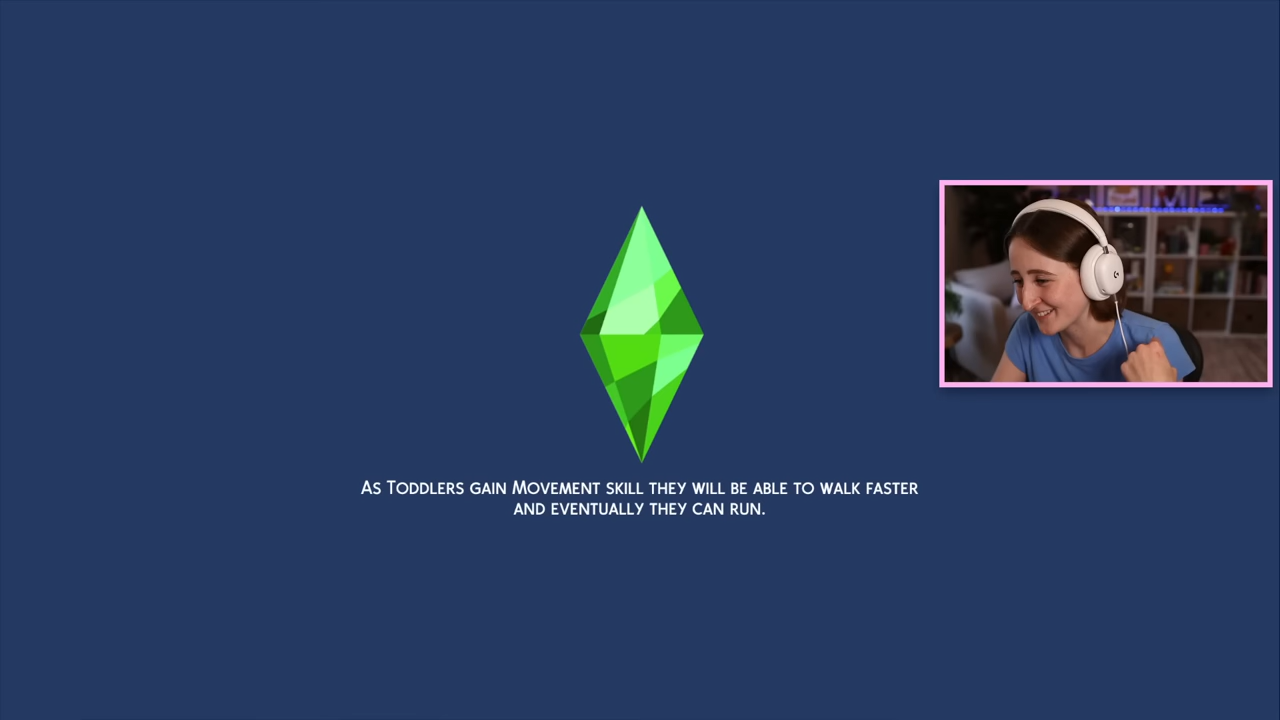 As Toddlers gain Movement skill they will be able to walk faster
and eventually they can run.